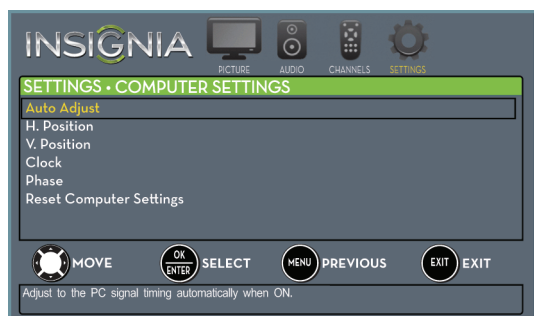 INSIGNIA
PICTURE AUDIO CHANNELS SETTINGS
SETTINGS • COMPUTER SETTINGS
Auto Adjust
H. Position
V. Position
Clock
Phase
Reset Computer Settings
MOVE OK ENTER SELECT MENU PREVIOUS EXIT EXIT
Adjust to the PC signal timing automatically when ON.